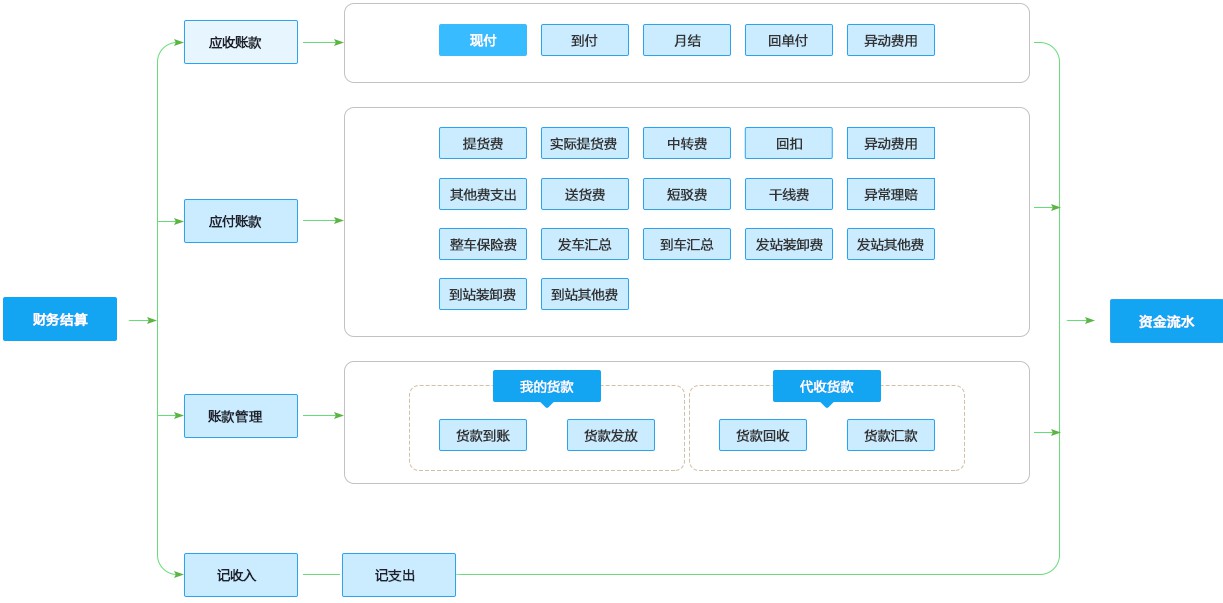 应收账款
现付
到付
月结
回单付
异动费用
提货费
实际提货费
中转费
回扣
异动费用
其他费支出
送货费
短驳费
干线费
异常理赔
应付账款
整车保险费
发车汇总
到车汇总
发站装卸费
发站其他费
到站装卸费
到站其他费
财务结算
资金流水
我的货款
代收货款
账款管理
货款到账
货款发放
货款回收
货款汇款
记收入
记支出